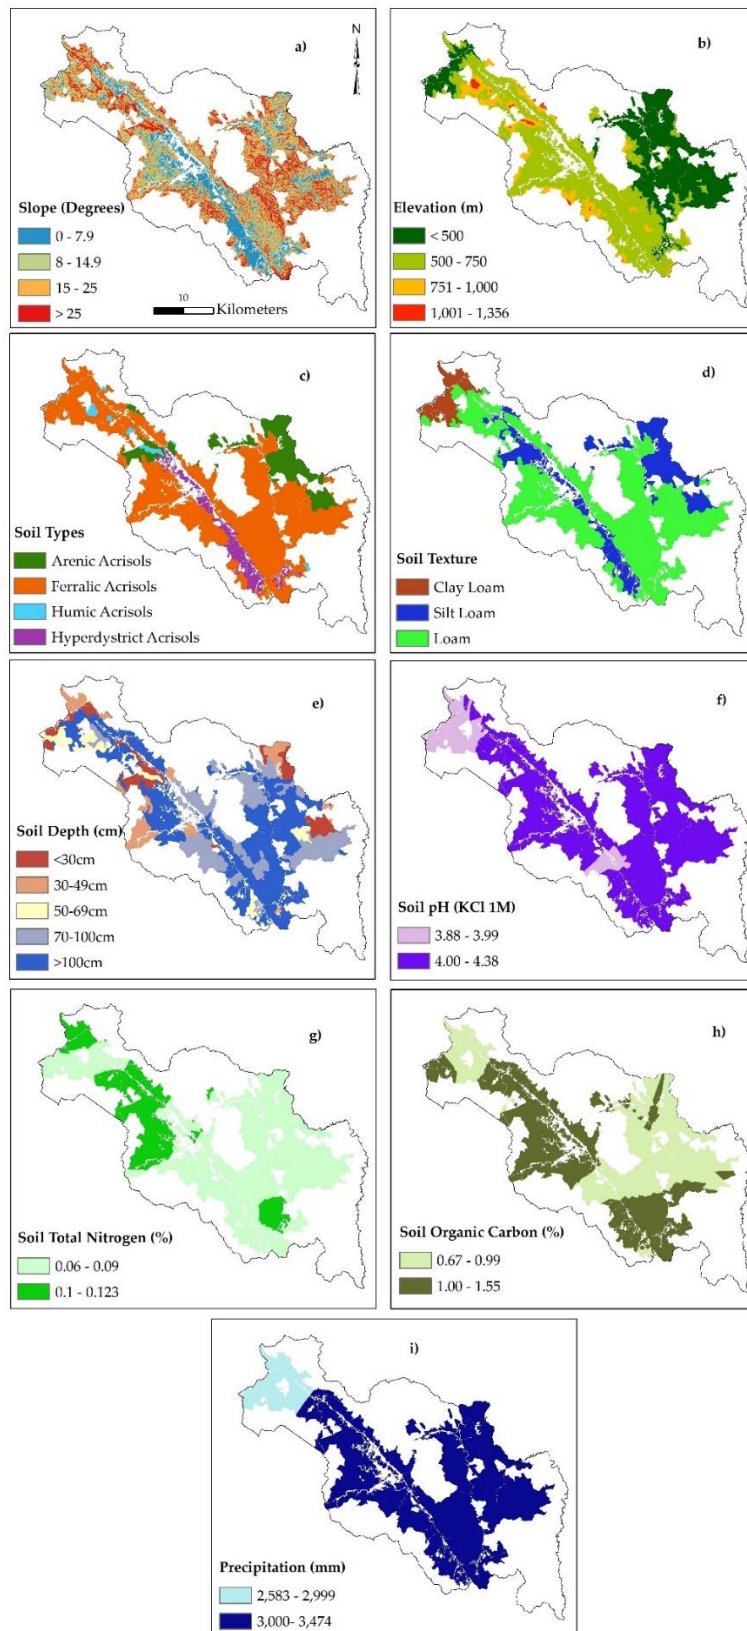 a)
N
Slope (Degrees)
0 - 7.9
8 - 14.9
15 - 25
> 25
10
Kilometers
b)
Elevation (m)
< 500
500 - 750
751 - 1,000
1,001 - 1,356
c)
Soil Types
Arenic Acrisols
Ferralic Acrisols
Humic Acrisols
Hyperdystrict Acrisols
d)
Soil Texture
Clay Loam
Silt Loam
Loam
e)
Soil Depth (cm)
<30cm
30-49cm
50-69cm
70-100cm
>100cm
f)
Soil pH (KCl 1M)
3.88 - 3.99
4.00 - 4.38
g)
Soil Total Nitrogen (%)
0.06 - 0.09
0.1 - 0.123
h)
Soil Organic Carbon (%)
0.67 - 0.99
1.00 - 1.55
i)
Precipitation (mm)
2,583 - 2,999
3,000- 3,474